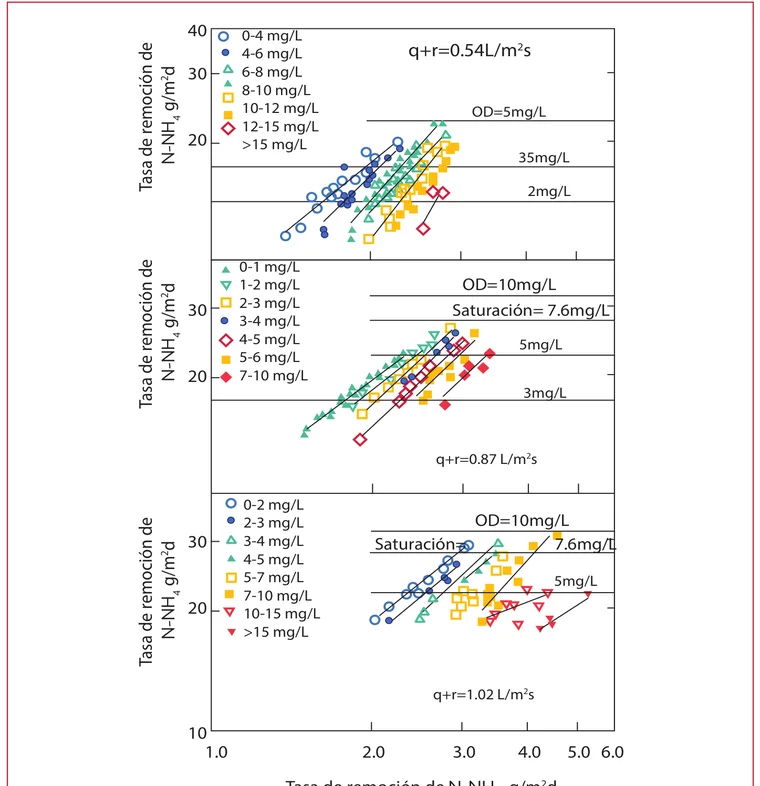 Tasa de remoción de
N-NH4 g/m2d
40
30
20
0-4 mg/L
4-6 mg/L
6-8 mg/L
8-10 mg/L
10-12 mg/L
12-15 mg/L
>15 mg/L
q+r=0.54L/m2s
OD=5mg/L
35mg/L
2mg/L
Tasa de remoción de
N-NH4 g/m2d
30
20
0-1 mg/L
1-2 mg/L
2-3 mg/L
3-4 mg/L
4-5 mg/L
5-6 mg/L
7-10 mg/L
OD=10mg/L
Saturación= 7.6mg/L
5mg/L
3mg/L
q+r=0.87 L/m2s
Tasa de remoción de
N-NH4 g/m2d
30
20
10
0-2 mg/L
2-3 mg/L
3-4 mg/L
4-5 mg/L
5-7 mg/L
7-10 mg/L
10-15 mg/L
>15 mg/L
OD=10mg/L
Saturación= 7.6mg/L
5mg/L
q+r=1.02 L/m2s
1.0 2.0 3.0 4.0 5.0 6.0
Tasa de remoción de N-NH4 g/m2d